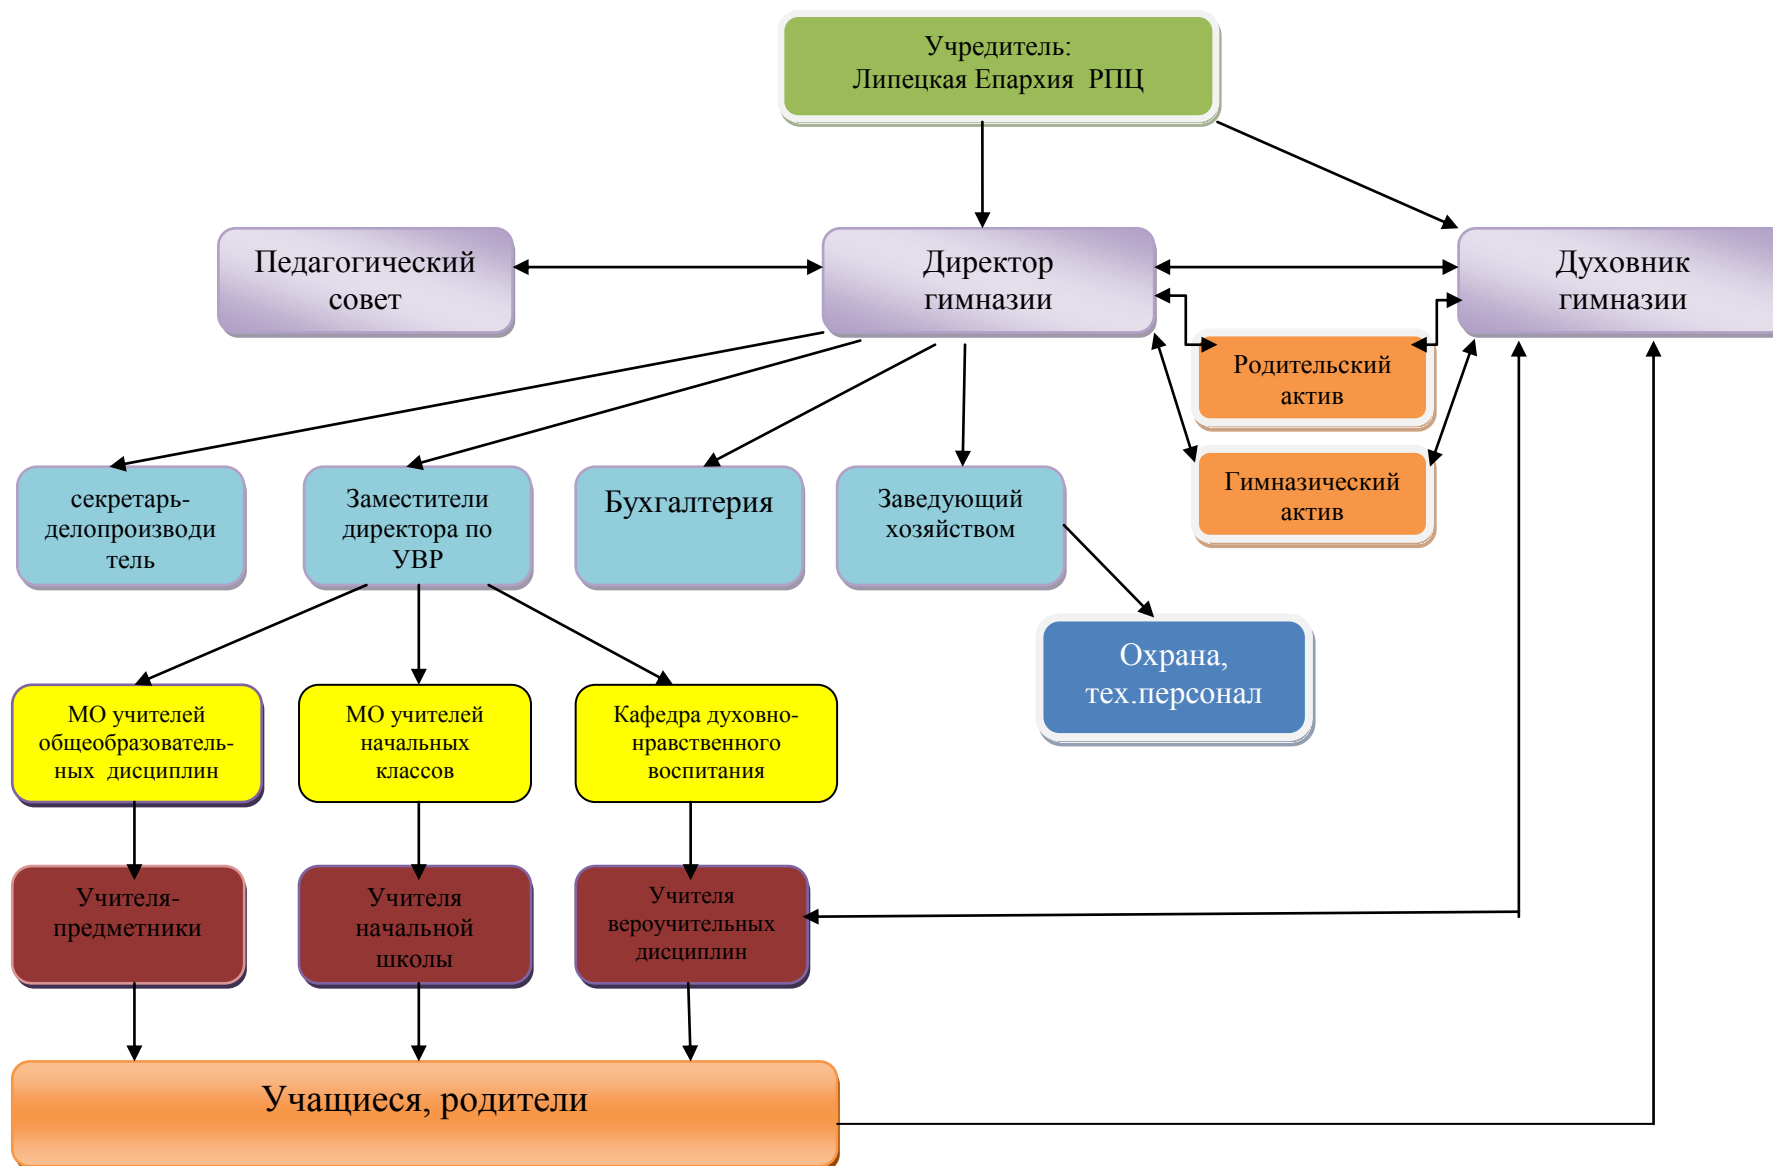 Учредитель:
Липецкая Епархия РПЦ
Педагогический
совет
Директор
гимназии
Духовник
гимназии
Родительский
актив
Гимназический
актив
секретарь-
делопроизводи
тель
Заместители
директора по
УВР
Бухгалтерия
Заведующий
хозяйством
Охрана,
тех.персонал
МО учителей
общеобразователь-
ных дисциплин
МО учителей
начальных
классов
Кафедра духовно-
нравственного
воспитания
Учителя-
предметники
Учителя
начальной
школы
Учителя
вероучительных
дисциплин
Учащиеся, родители